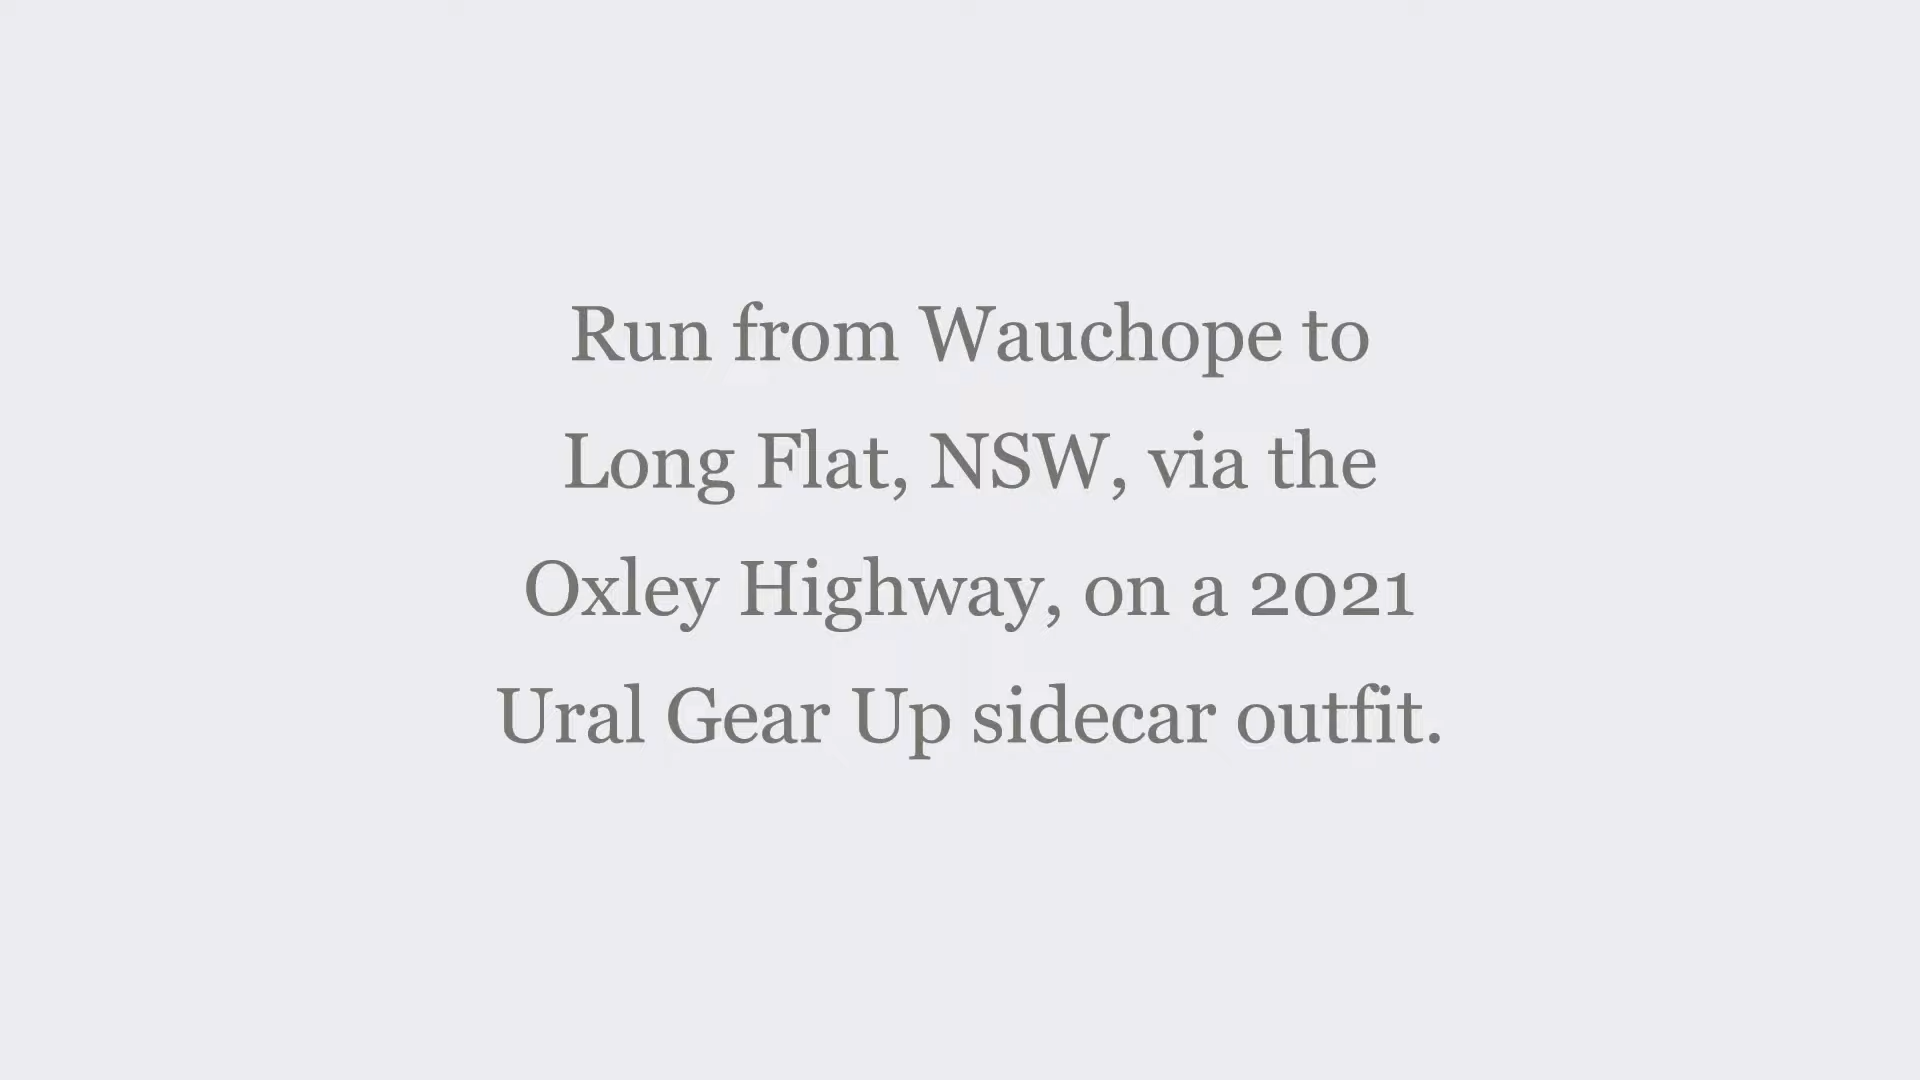 Run from Wauchope to
Long Flat, NSW, via the
Oxley Highway, on a 2021
Ural Gear Up sidecar outfit.